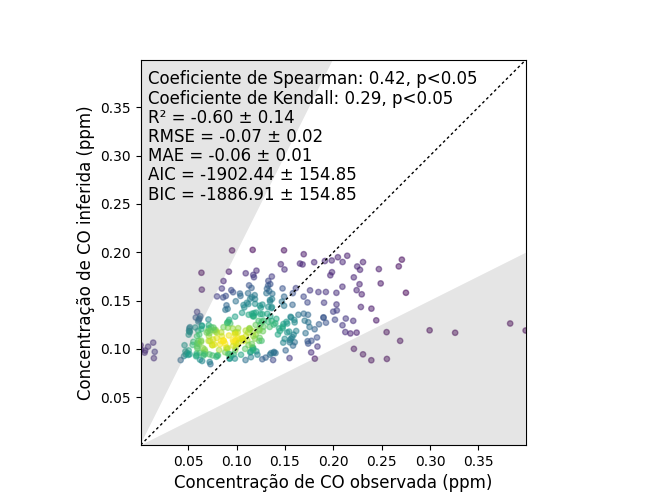 Coeficiente de Spearman: 0.42, p<0.05
Coeficiente de Kendall: 0.29, p<0.05
R² = -0.60 ± 0.14
RMSE = -0.07 ± 0.02
MAE = -0.06 ± 0.01
AIC = -1902.44 ± 154.85
BIC = -1886.91 ± 154.85
Concentração de CO inferida (ppm)
0.35
0.30
0.25
0.20
0.15
0.10
0.05
0.05 0.10 0.15 0.20 0.25 0.30 0.35
Concentração de CO observada (ppm)